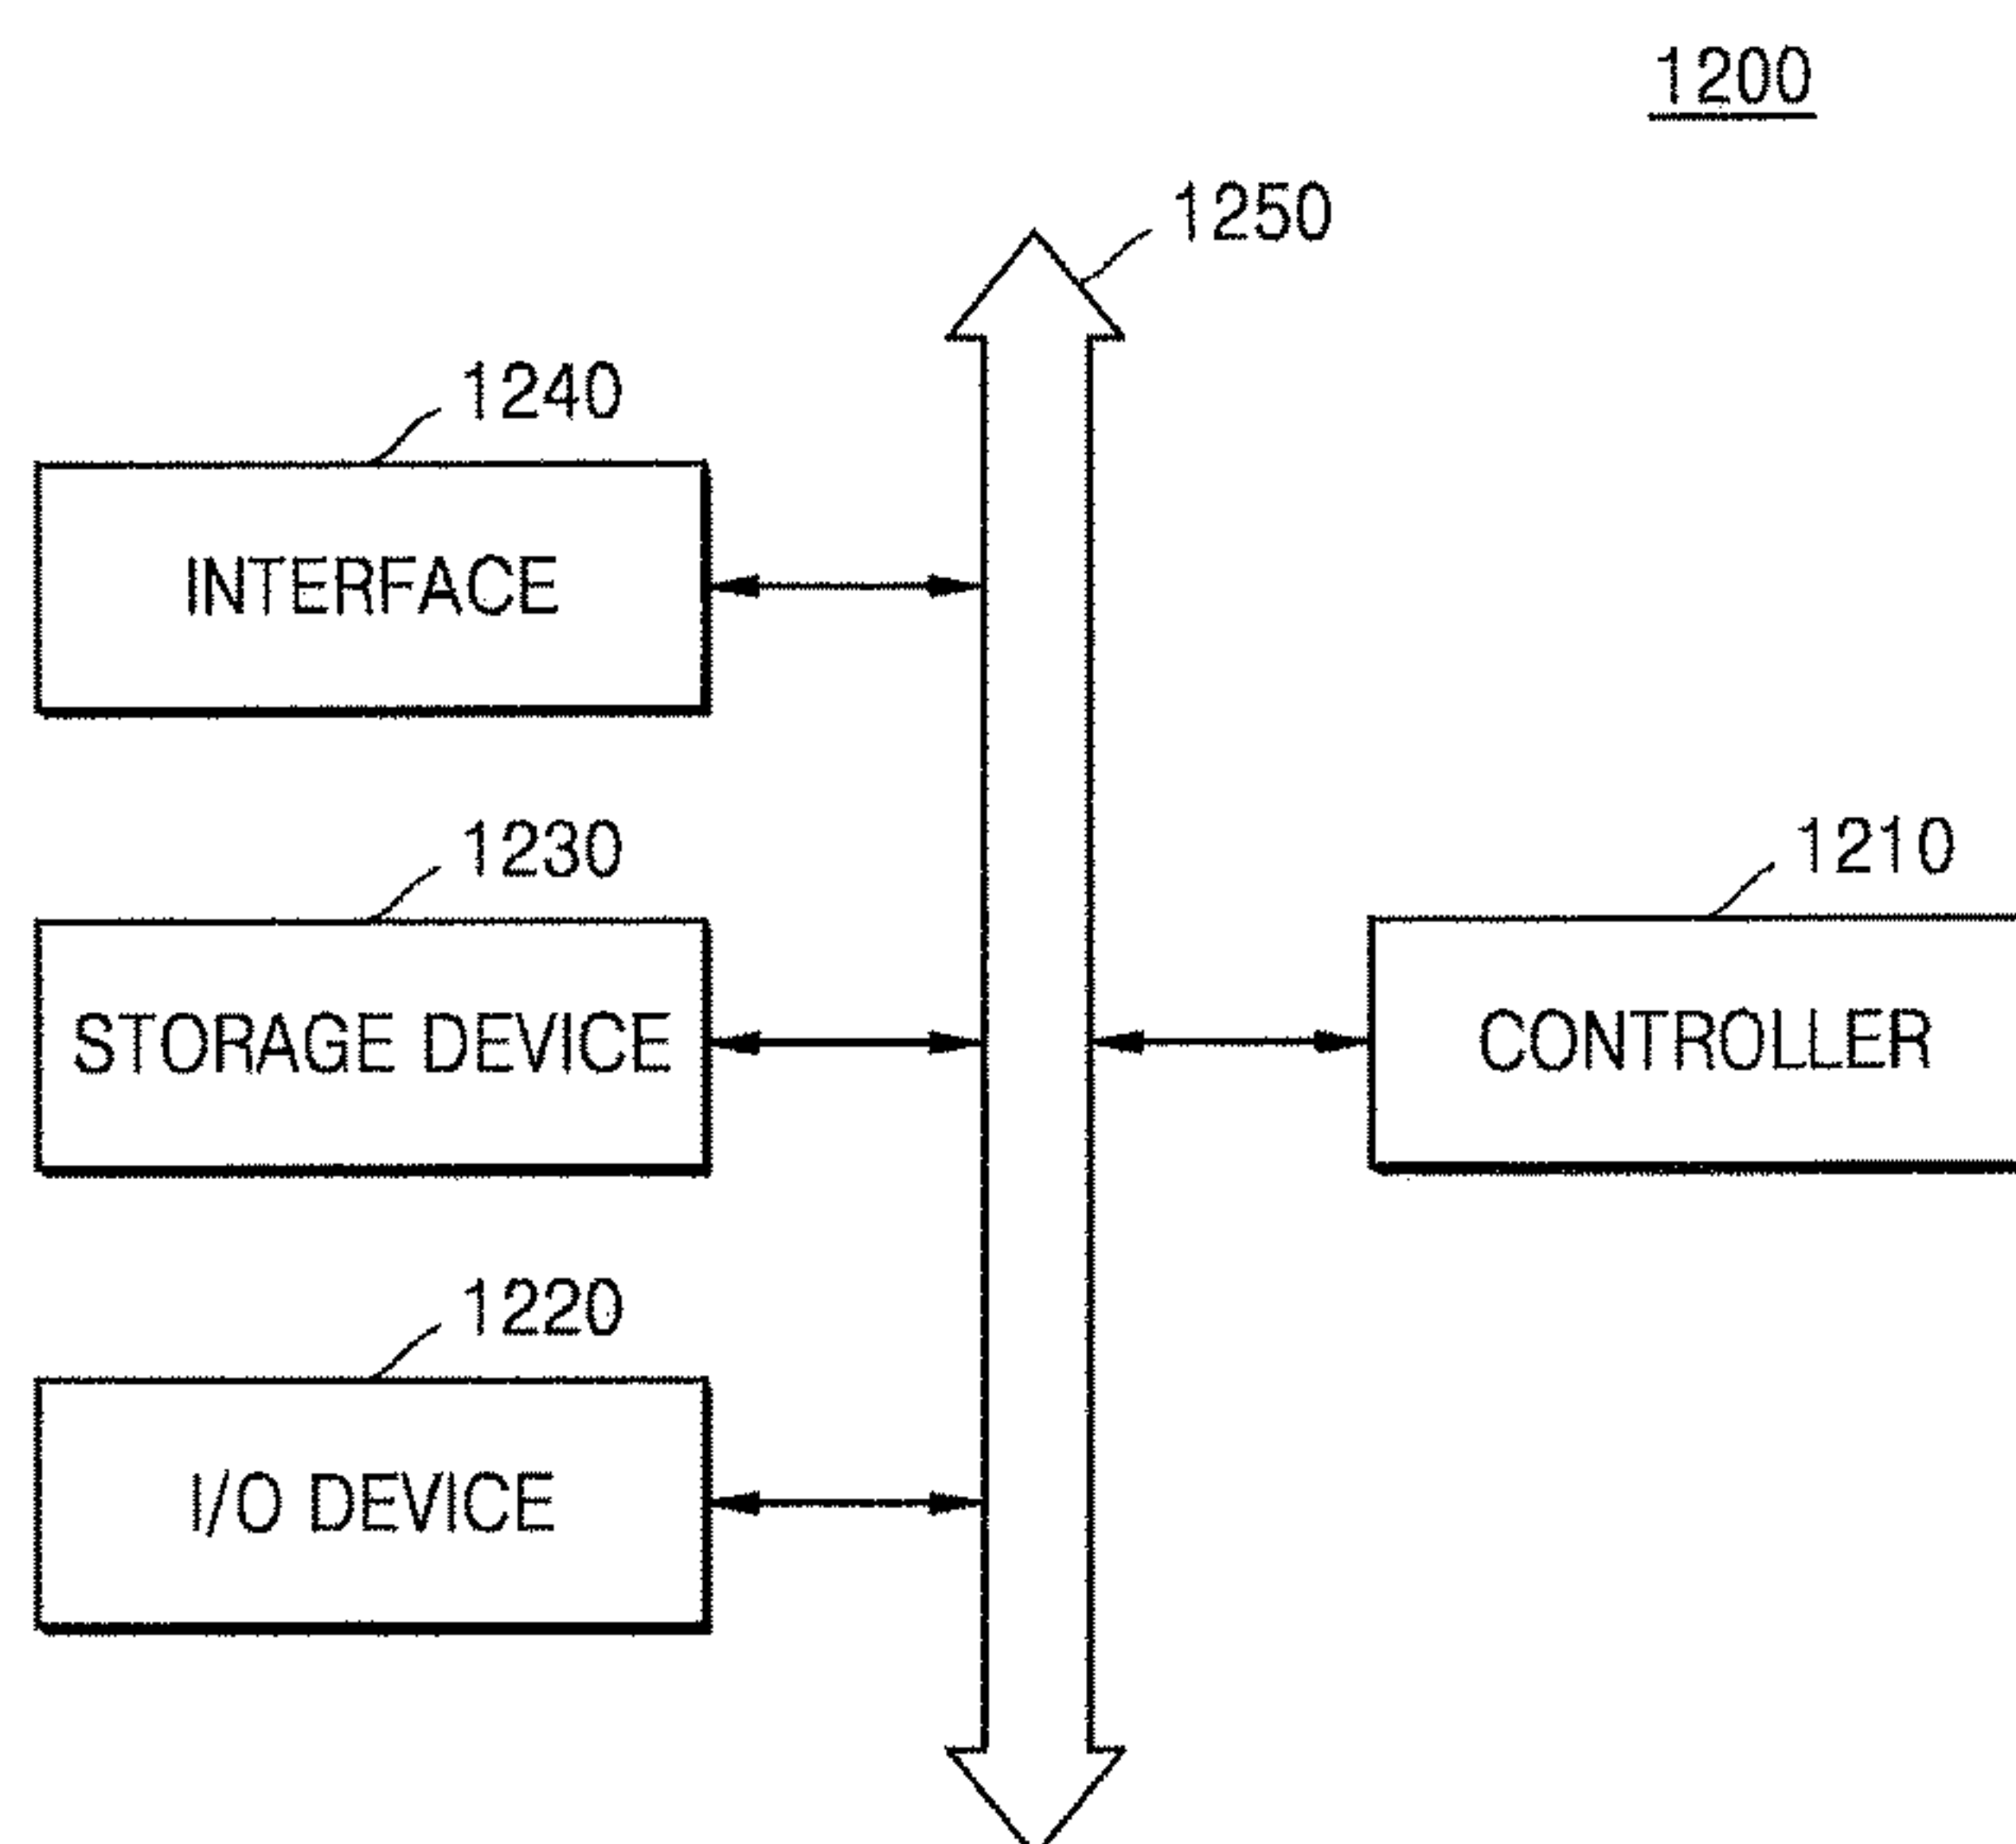 1200
1250
1240
INTERFACE
1230
1210
STORAGE DEVICE
CONTROLLER
1220
I/O DEVICE